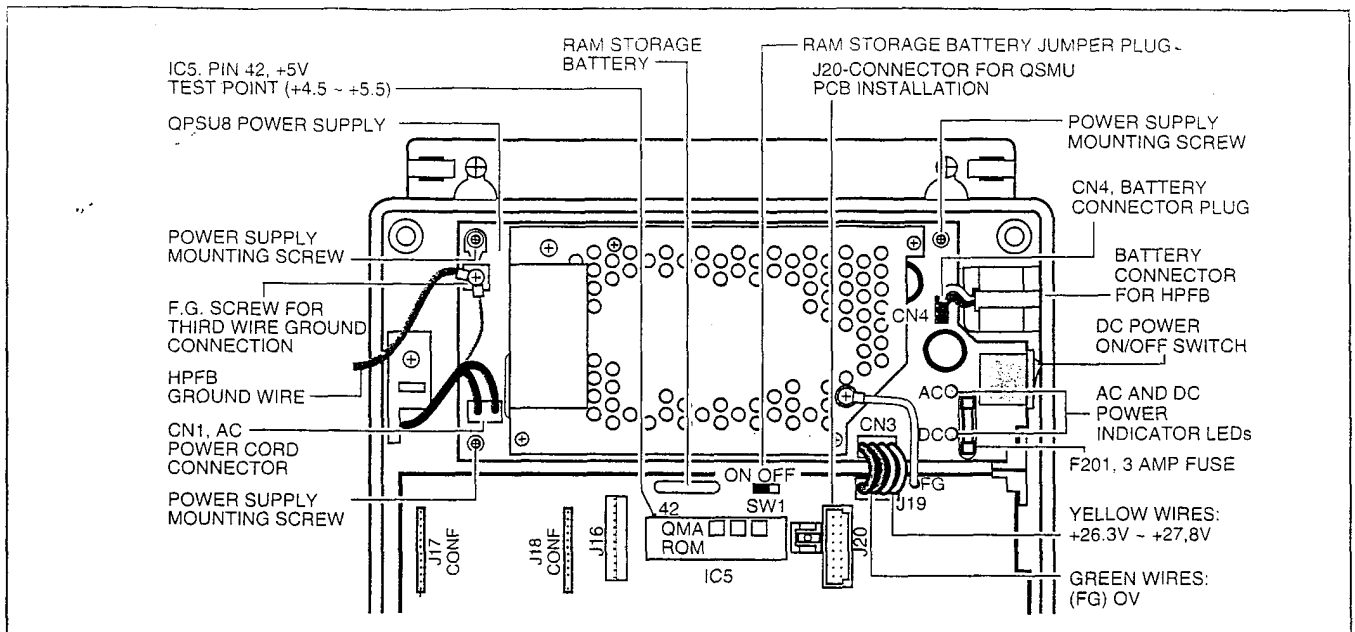 RAM STORAGE
BATTERY
RAM STORAGE BATTERY JUMPER PLUG
J20-CONNECTOR FOR QSMU
PCB INSTALLATION
IC5. PIN 42, +5V
TEST POINT (+4.5 ~ +5.5)
QPSU8 POWER SUPPLY
POWER SUPPLY
MOUNTING SCREW
CN4, BATTERY
CONNECTOR PLUG
POWER SUPPLY
MOUNTING SCREW
BATTERY
CONNECTOR
FOR HPFB
F.G. SCREW FOR
THIRD WIRE GROUND
CONNECTION
CN4
DC POWER
ON/OFF SWITCH
HPFB
GROUND WIRE
AC
AC AND DC
POWER
INDICATOR LEDs
CN1, AC
POWER CORD
CONNECTOR
CN3
DC
F201, 3 AMP FUSE
POWER SUPPLY
MOUNTING SCREW
ON OFF
SW1
FG
J19
42
QMA
ROM
IC5
J17
CONF
J18
CONF
J16
J20
YELLOW WIRES:
+26.3V ~ +27,8V
GREEN WIRES:
(FG) OV